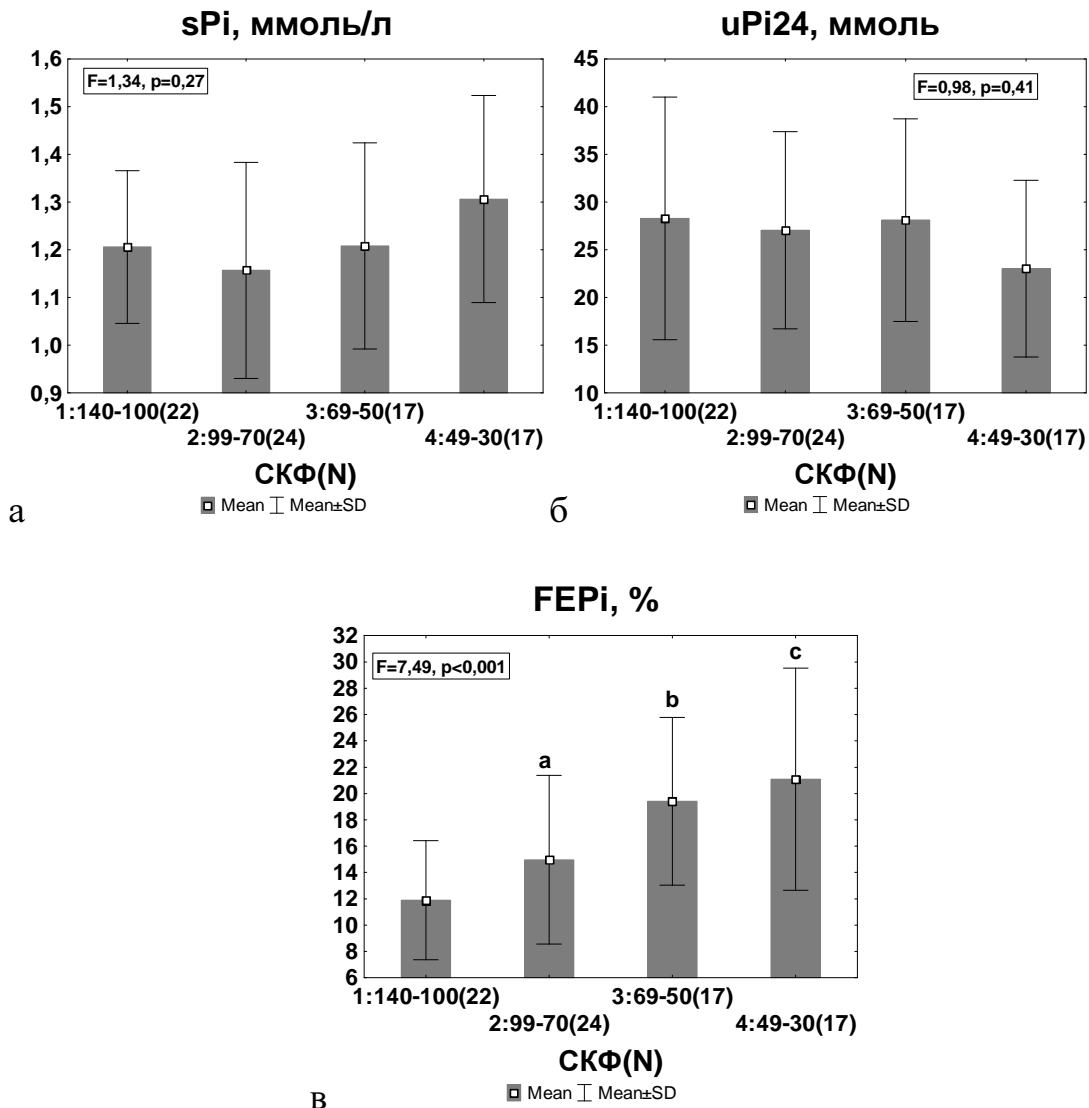 sPi, ммоль/л
F=1,34, p=0,27
1,6
1,5
1,4
1,3
1,2
1,1
1,0
0,9
1:140-100(22)
3:69-50(17)
2:99-70(24)
4:49-30(17)
СКФ(N)
Mean Mean±SD
а
uPi24, ммоль
F=0,98, p=0,41
45
40
35
30
25
20
15
10
1:140-100(22)
3:69-50(17)
2:99-70(24)
4:49-30(17)
СКФ(N)
Mean Mean±SD
б
FEPi, %
F=7,49, p<0,001
32
30
28
26
24
22
20
18
16
14
12
10
8
6
a
b
c
1:140-100(22)
3:69-50(17)
2:99-70(24)
4:49-30(17)
СКФ(N)
Mean Mean±SD
в